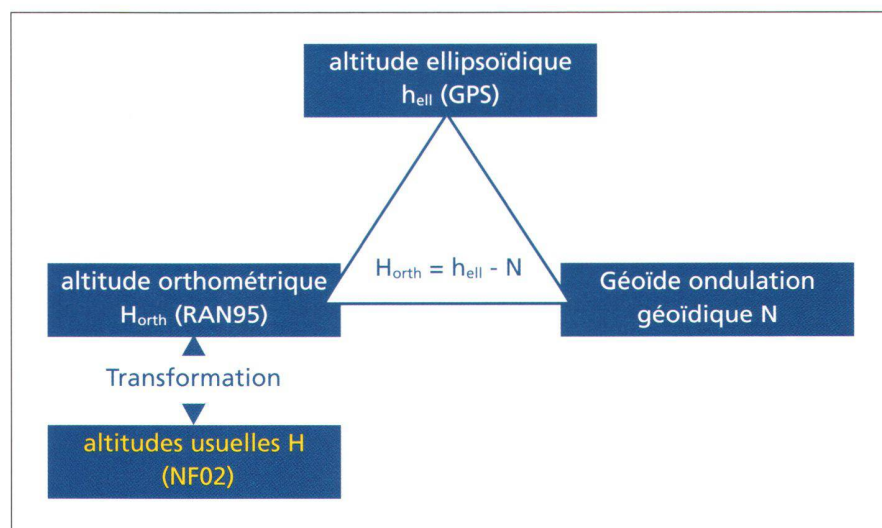 altitude ellipsoïdique
hell (GPS)
Horth = hell - N
altitude orthométrique
Horth (RAN95)
Géoïde ondulation
géoïdique N
Transformation
altitudes usuelles H
(NF02)